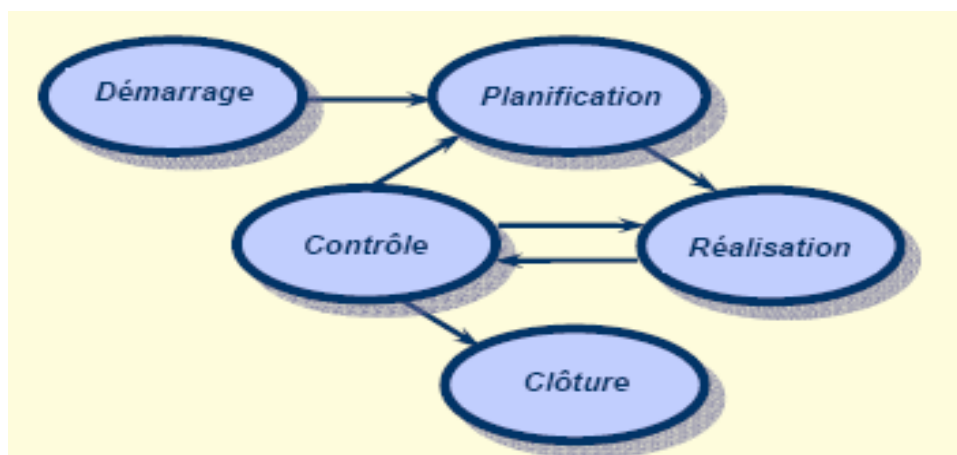 Démarrage
Planification
Contrôle
Réalisation
Clôture